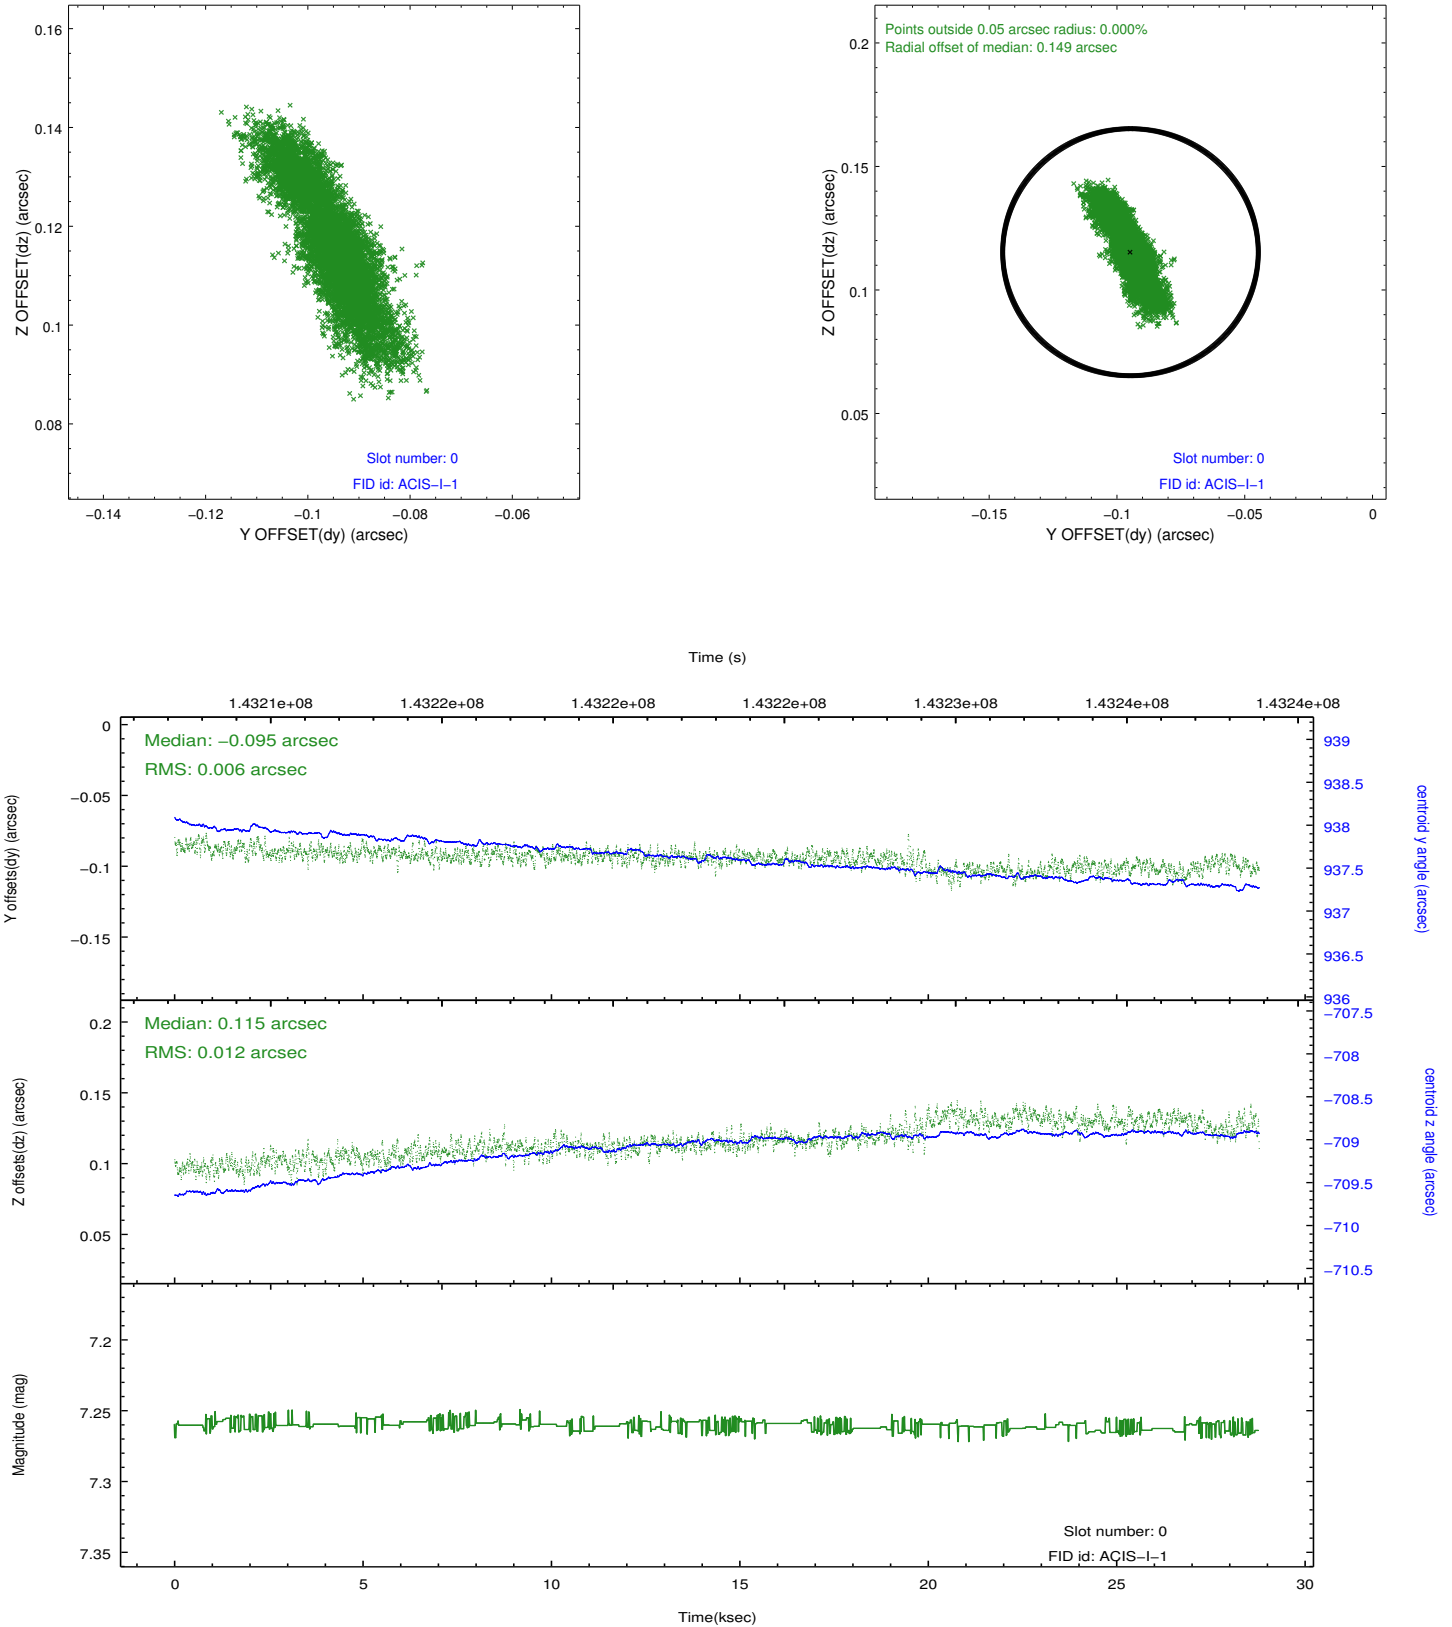 0.16
0.14
0.12
0.1
0.08
Z OFFSET(dz) (arcsec)
Slot number: 0
FID id: ACIS−I−1
−0.14
−0.12
−0.1
−0.08
−0.06
Y OFFSET(dy) (arcsec)
Points outside 0.05 arcsec radius: 0.000%
Radial offset of median: 0.149 arcsec
0.2
0.15
0.1
0.05
Z OFFSET(dz) (arcsec)
Slot number: 0
FID id: ACIS−I−1
−0.15
−0.1
−0.05
0
Y OFFSET(dy) (arcsec)
Time (s)
1.4321e+08
1.4322e+08
1.4322e+08
1.4322e+08
1.4323e+08
1.4324e+08
1.4324e+08
Median: −0.095 arcsec
RMS: 0.006 arcsec
0
−0.05
−0.1
−0.15
Y offsets(dy) (arcsec)
939
938.5
938
937.5
937
936.5
936
centroid y angle (arcsec)
Median: 0.115 arcsec
RMS: 0.012 arcsec
0.2
0.15
0.1
0.05
Z offsets(dz) (arcsec)
−707.5
−708
−708.5
−709
−709.5
−710
−710.5
centroid z angle (arcsec)
7.2
7.25
7.3
7.35
Magnitude (mag)
Slot number: 0
FID id: ACIS−I−1
0
5
10
15
20
25
30
Time(ksec)